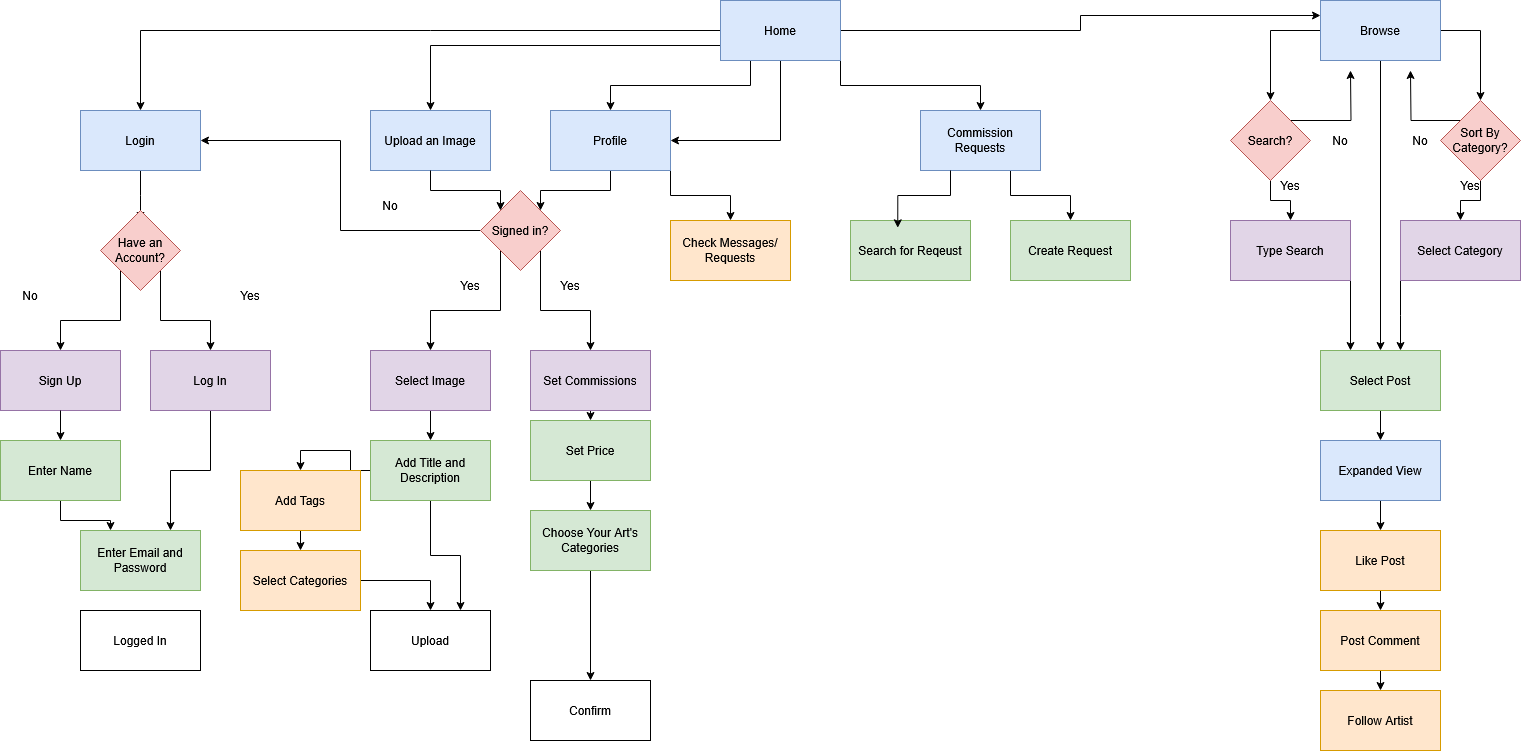 Home
Browse
Login
Upload an Image
Profile
Commission
Requests
Search?
No
No
Sort By
Category?
Yes
Yes
No
Signed in?
Have an
Account?
Check Messages/
Requests
Search for Reqeust
Create Request
Type Search
Select Category
No
Yes
Yes
Yes
Sign Up
Log In
Select Image
Set Commissions
Select Post
Enter Name
Add Title and
Description
Set Price
Expanded View
Add Tags
Enter Email and
Password
Choose Your Art's
Categories
Like Post
Select Categories
Logged In
Upload
Post Comment
Confirm
Follow Artist